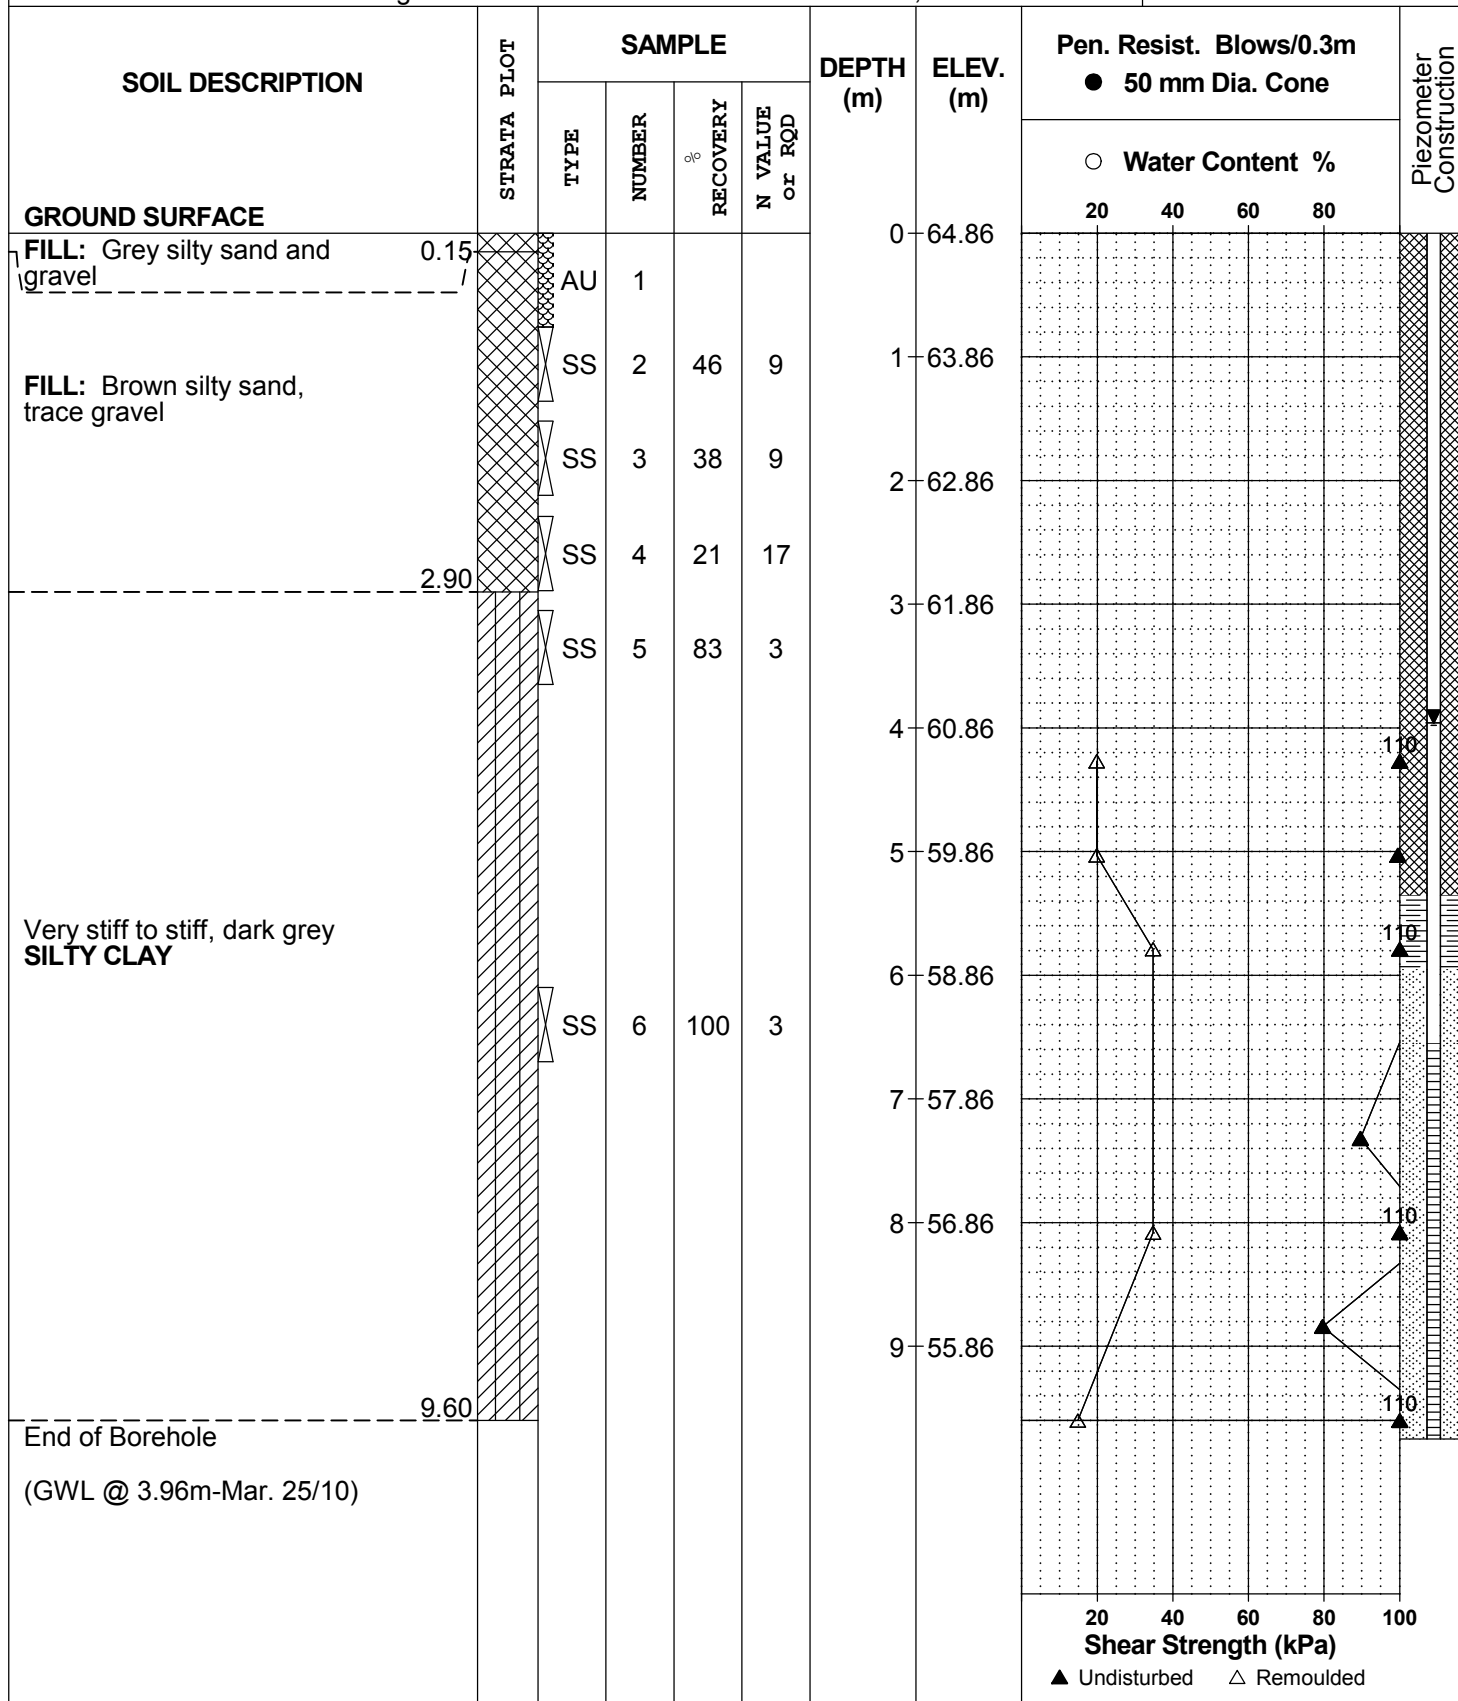 SOIL DESCRIPTION
GROUND SURFACE
STRATA PLOT
SAMPLE
TYPE
NUMBER
% RECOVERY
N VALUE or RQD
DEPTH (m)
ELEV. (m)
Pen. Resist. Blows/0.3m
● 50 mm Dia. Cone
○ Water Content %
20 40 60 80
Piezometer Construction
FILL: Grey silty sand and 0.15
gravel
FILL: Brown silty sand,
trace gravel
2.90
Very stiff to stiff, dark grey
SILTY CLAY
9.60
End of Borehole
(GWL @ 3.96m-Mar. 25/10)
AU 1
SS 2 46 9
SS 3 38 9
SS 4 21 17
SS 5 83 3
SS 6 100 3
0 64.86
1 63.86
2 62.86
3 61.86
4 60.86
5 59.86
6 58.86
7 57.86
8 56.86
9 55.86
110
110
110
110
20 40 60 80 100
Shear Strength (kPa)
▲ Undisturbed △ Remoulded